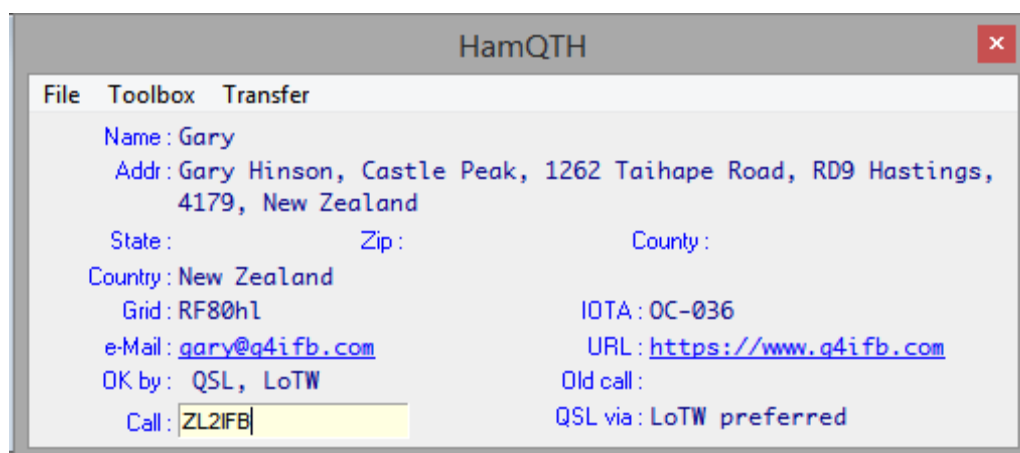 HamQTH
File Toolbox Transfer
Name : Gary
Addr : Gary Hinson, Castle Peak, 1262 Taihape Road, RD9 Hastings,
4179, New Zealand
State : Zip : County :
Country : New Zealand
Grid : RF80hl IOTA : OC-036
e-Mail : gary@g4ifb.com URL : https://www.g4ifb.com
OK by : QSL, LoTW Old call :
Call : ZL2IFB QSL via : LoTW preferred